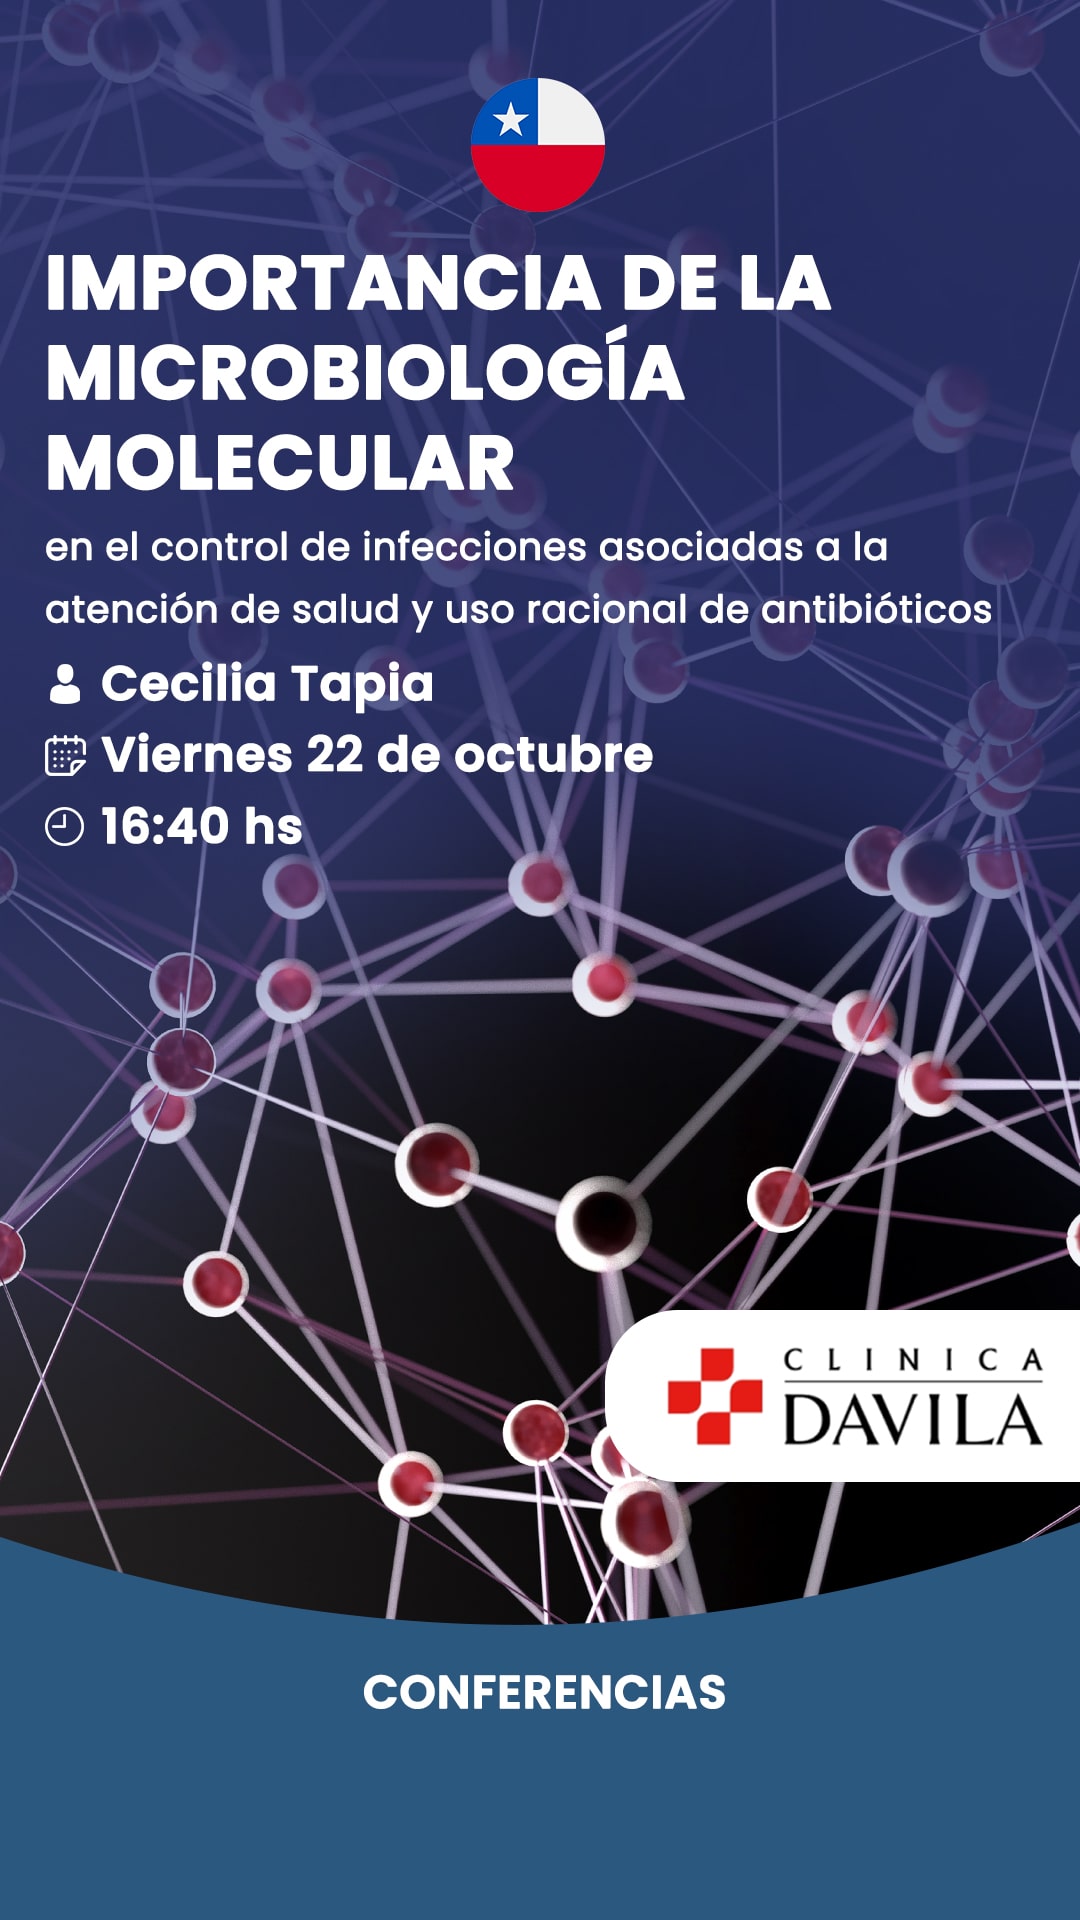 IMPORTANCIA DE LA
MICROBIOLOGÍA
MOLECULAR
en el control de infecciones asociadas a la
atención de salud y uso racional de antibióticos
Cecilia Tapia
Viernes 22 de octubre
16:40 hs
CLINICA
DAVILA
CONFERENCIAS